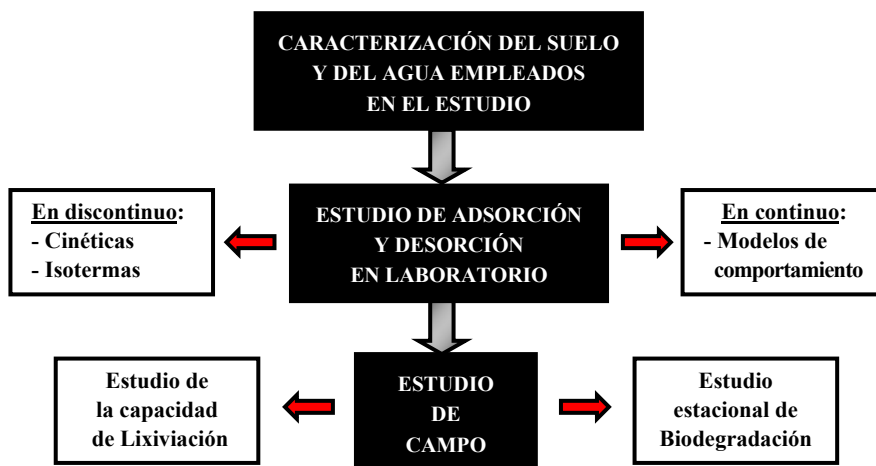 CARACTERIZACIÓN DEL SUELO
Y DEL AGUA EMPLEADOS
EN EL ESTUDIO
En discontinuo:
- Cinéticas
- Isotermas
ESTUDIO DE ADSORCIÓN
Y DESORCIÓN
EN LABORATORIO
En continuo:
- Modelos de
comportamiento
Estudio de
la capacidad
de Lixiviación
ESTUDIO
DE
CAMPO
Estudio
estacional de
Biodegradación